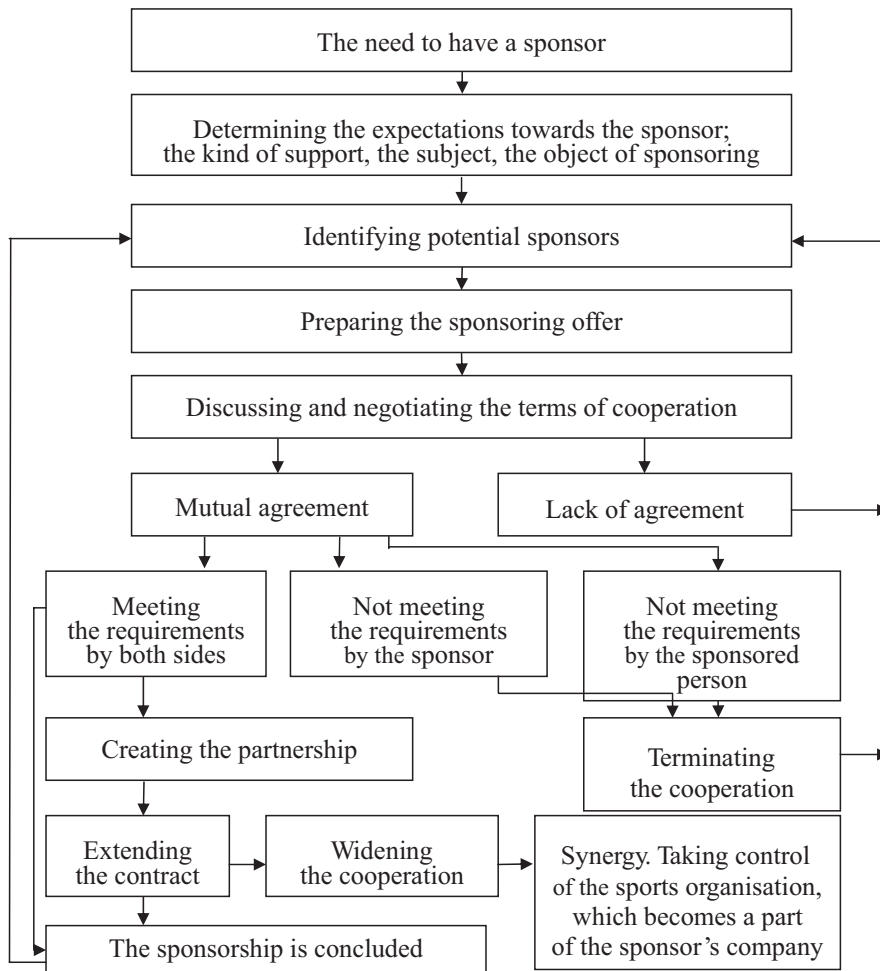 The need to have a sponsor
Determining the expectations towards the sponsor;
the kind of support, the subject, the object of sponsoring
Identifying potential sponsors
Preparing the sponsoring offer
Discussing and negotiating the terms of cooperation
Mutual agreement
Lack of agreement
Meeting
the requirements
by both sides
Not meeting
the requirements
by the sponsor
Not meeting
the requirements
by the sponsored
person
Creating the partnership
Terminating
the cooperation
Extending
the contract
Widening
the cooperation
Synergy. Taking control
of the sports organisation,
which becomes a part
of the sponsor's company
The sponsorship is concluded